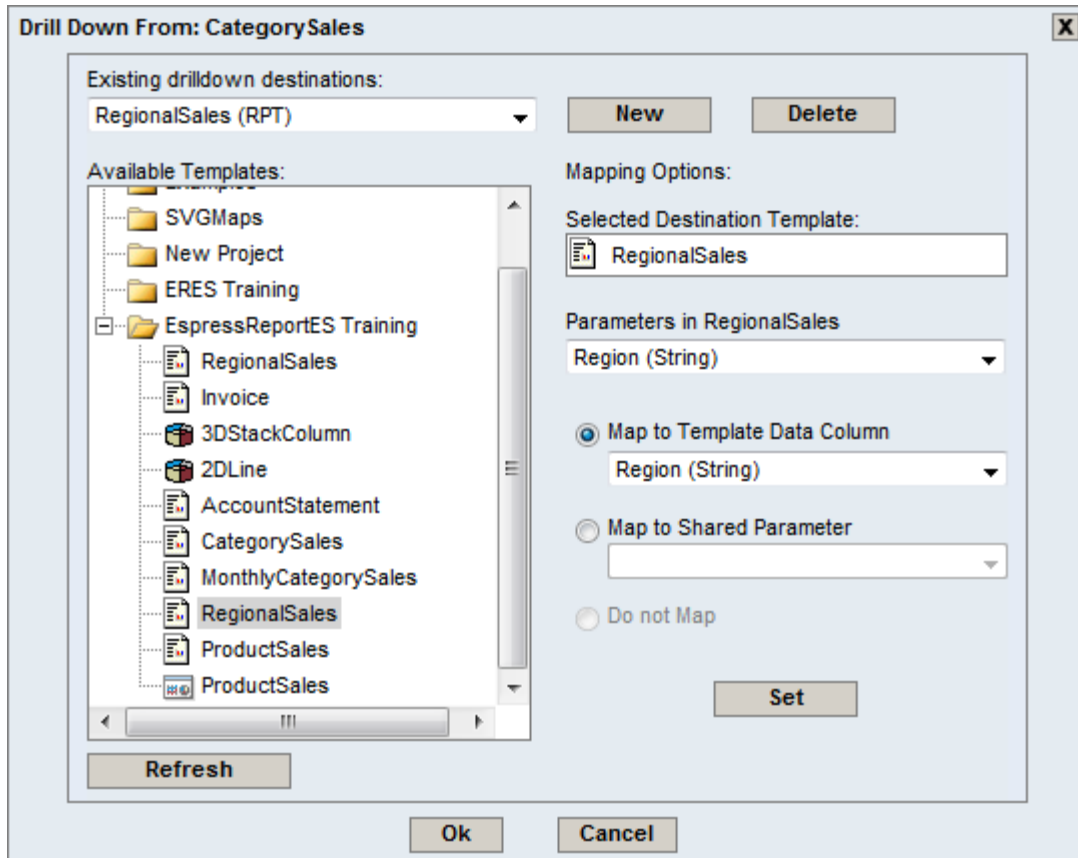 Drill Down From: CategorySales
X
Existing drilldown destinations:
RegionalSales (RPT)
New
Delete
Available Templates:
Mapping Options:
SVGMaps
New Project
ERES Training
EspressReportES Training
RegionalSales
Invoice
3DStackColumn
2DLine
AccountStatement
CategorySales
MonthlyCategorySales
RegionalSales
ProductSales
ProductSales
Refresh
Selected Destination Template:
RegionalSales
Parameters in RegionalSales
Region (String)
Map to Template Data Column
Region (String)
Map to Shared Parameter
Do not Map
Set
Ok
Cancel